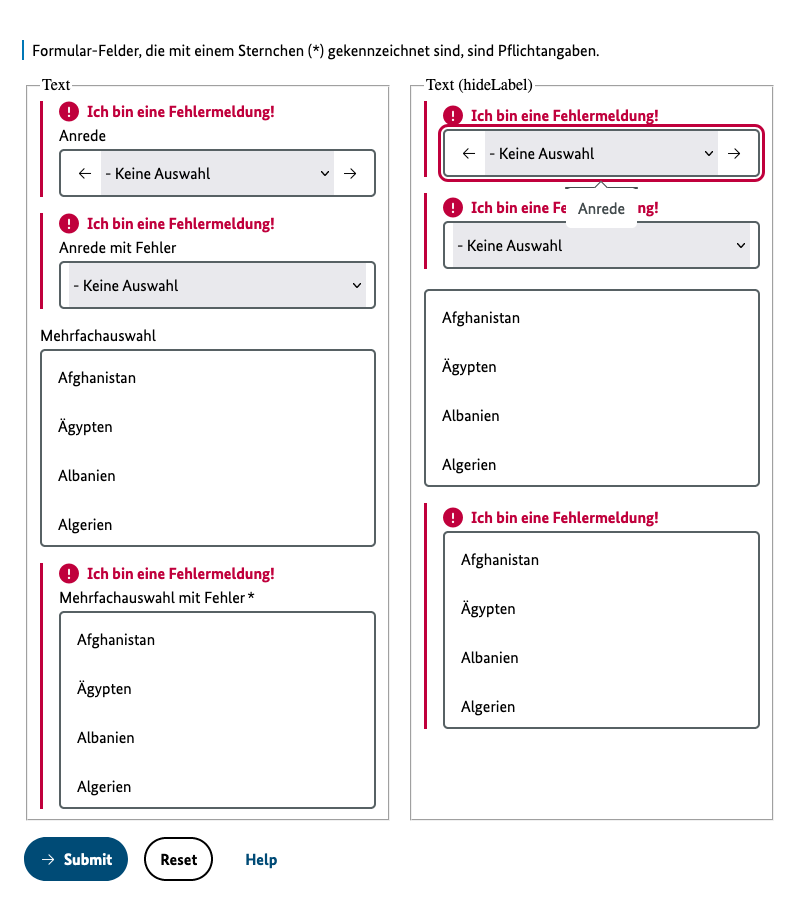 Formular-Felder, die mit einem Sternchen (*) gekennzeichnet sind, sind Pflichtangaben.
Text
Ich bin eine Fehlermeldung!
Anrede
- Keine Auswahl
Ich bin eine Fehlermeldung!
Anrede mit Fehler
- Keine Auswahl
Mehrfachauswahl
Afghanistan
Ägypten
Albanien
Algerien
Ich bin eine Fehlermeldung!
Mehrfachauswahl mit Fehler *
Afghanistan
Ägypten
Albanien
Algerien
Text (hideLabel)
Ich bin eine Fehlermeldung!
- Keine Auswahl
Anrede
Ich bin eine Fe ng!
- Keine Auswahl
Afghanistan
Ägypten
Albanien
Algerien
Ich bin eine Fehlermeldung!
Afghanistan
Ägypten
Albanien
Algerien
Submit
Reset
Help